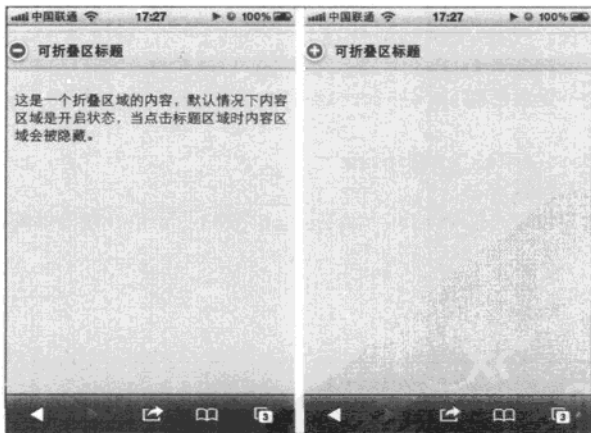 中国联通 17:27 100%
可折叠区标题
这是一个折叠区域的内容，默认情况下内容
区域是开启状态，当点击标题区域时内容区
域会被隐藏。
3
中国联通 17:27 100%
可折叠区标题
3